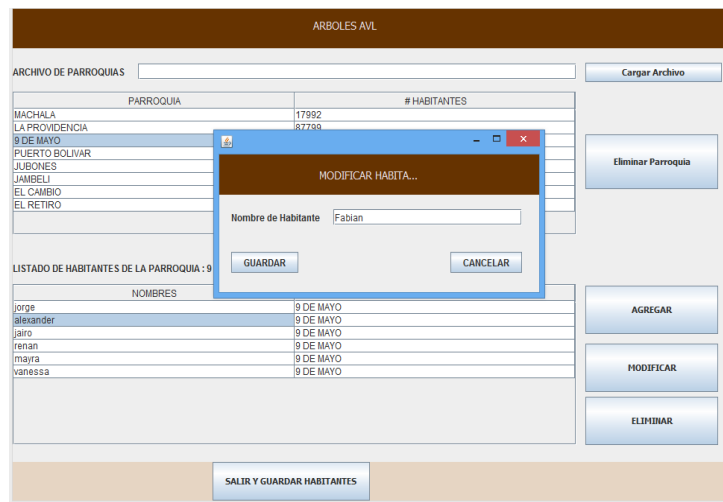 ARBOLES AVL
ARCHIVO DE PARROQUIAS
Cargar Archivo
PARROQUIA # HABITANTES
MACHALA 17992
LA PROVIDENCIA 87799
9 DE MAYO
PUERTO BOLIVAR
JUBONES
JAMBELI
EL CAMBIO
EL RETIRO
Eliminar Parroquia
MODIFICAR HABITA...
Nombre de Habitante Fabian
GUARDAR CANCELAR
LISTADO DE HABITANTES DE LA PARROQUIA : 9
NOMBRES
jorge 9 DE MAYO
alexander 9 DE MAYO
jairo 9 DE MAYO
renan 9 DE MAYO
mayra 9 DE MAYO
vanessa 9 DE MAYO
AGREGAR
MODIFICAR
ELIMINAR
SALIR Y GUARDAR HABITANTES